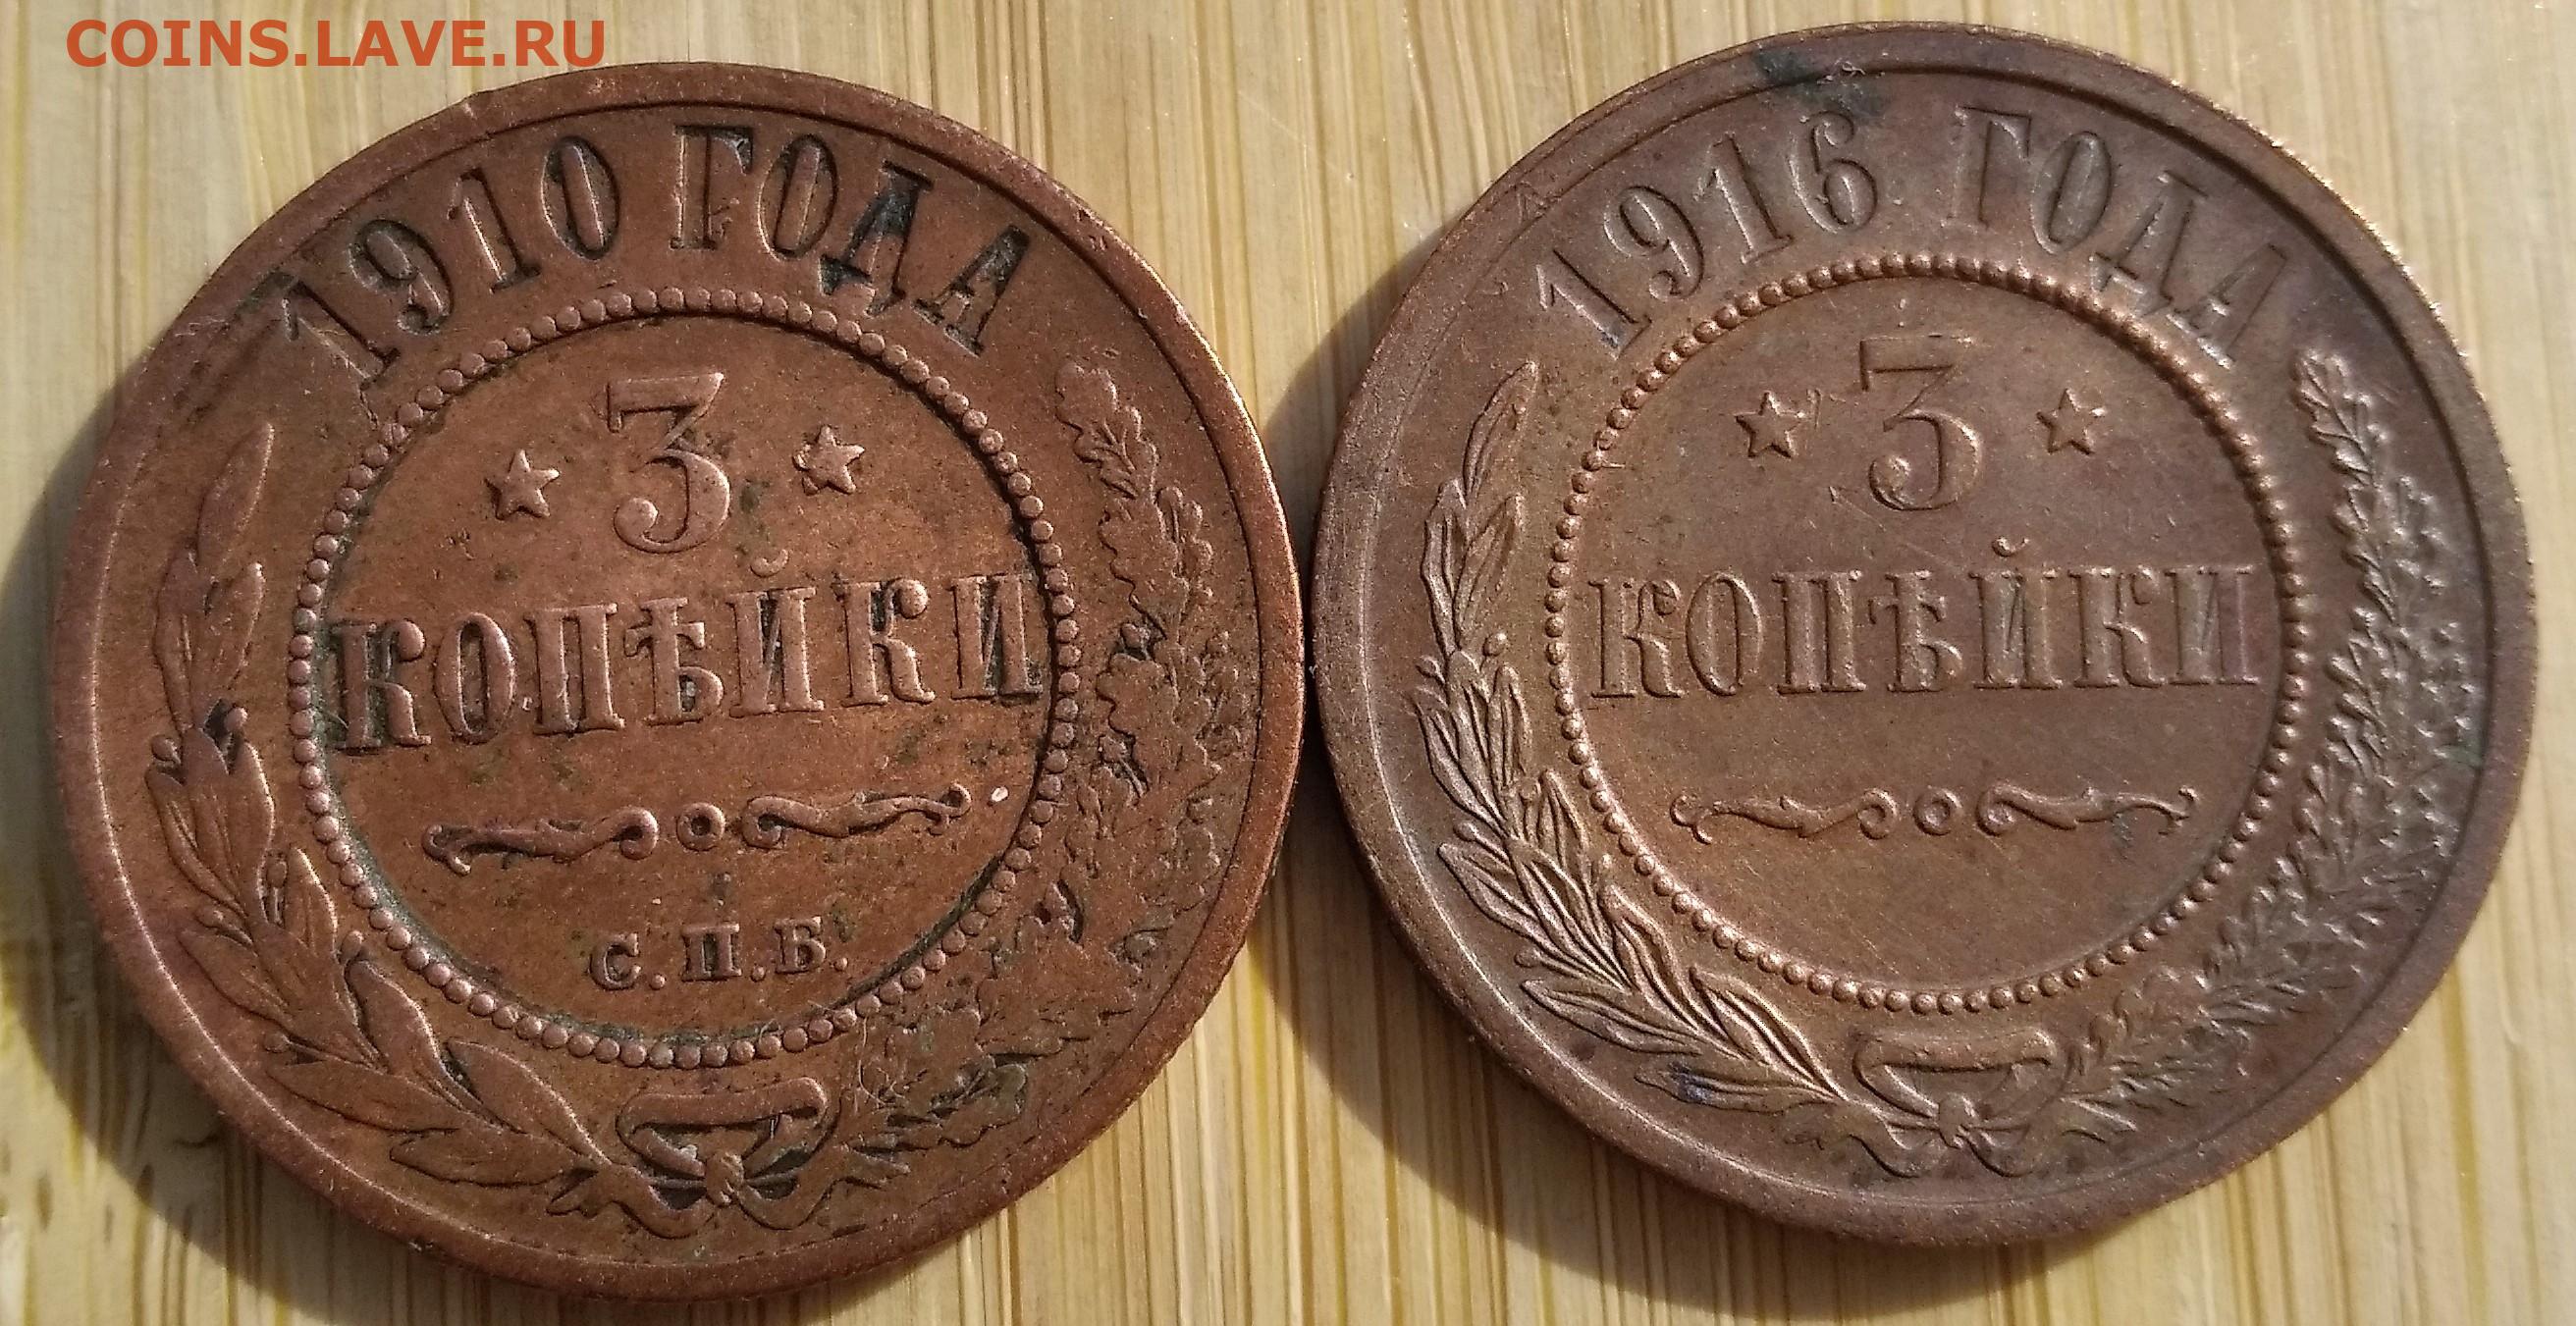 COINS.LAVE.RU
1910 ГОДА
3
КОПѢЙКИ
С.П.Б.
1916 ГОДА
3
КОПѢЙКИ